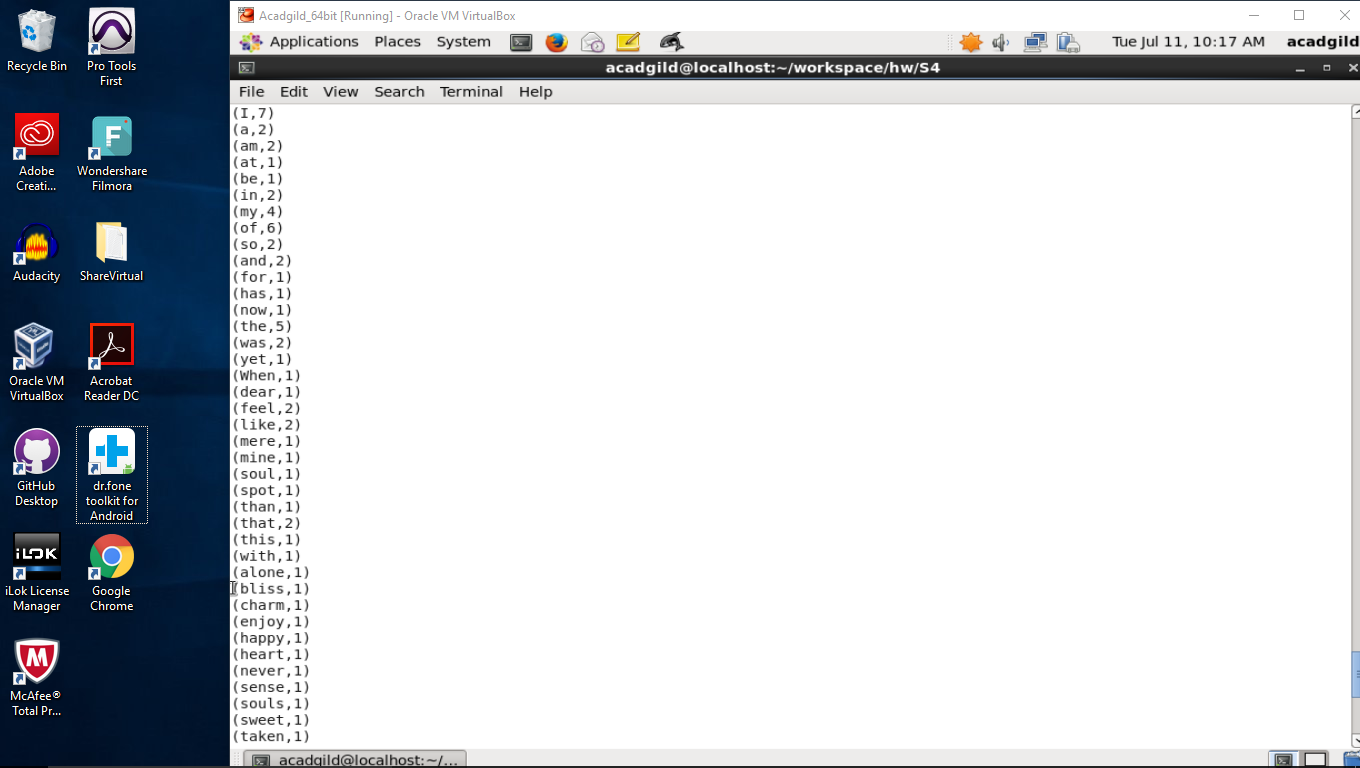 Recycle Bin
Pro Tools
First
Adobe
Creati...
Wondershare
Filmora
Audacity
ShareVirtual
Oracle VM
VirtualBox
Acrobat
Reader DC
GitHub
Desktop
dr.fone
toolkit for
Android
iLOK
iLok License
Manager
Google
Chrome
McAfee®
Total Pr...
Acadgild_64bit [Running] - Oracle VM VirtualBox
Applications Places System Tue Jul 11, 10:17 AM acadgild
acadgild@localhost:~/workspace/hw/S4
File Edit View Search Terminal Help
(I,7)
(a,2)
(am,2)
(at,1)
(be,1)
(in,2)
(my,4)
(of,6)
(so,2)
(and,2)
(for,1)
(has,1)
(now,1)
(the,5)
(was,2)
(yet,1)
(When,1)
(dear,1)
(feel,2)
(like,2)
(mere,1)
(mine,1)
(soul,1)
(spot,1)
(than,1)
(that,2)
(this,1)
(with,1)
(alone,1)
(bliss,1)
(charm,1)
(enjoy,1)
(happy,1)
(heart,1)
(never,1)
(sense,1)
(souls,1)
(sweet,1)
(taken,1)
acadgild@localhost:~/...